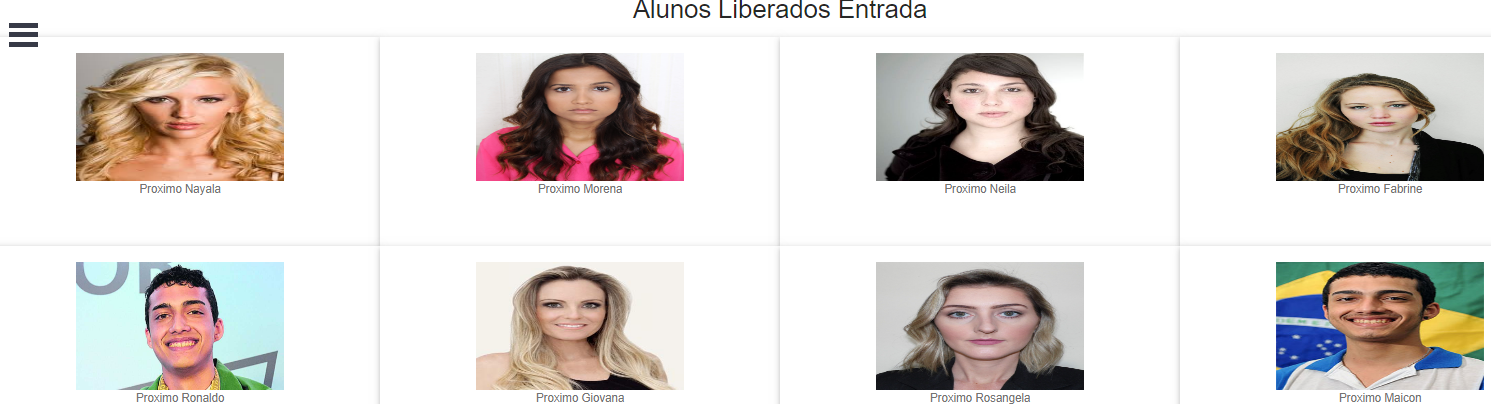 Alunos Liberados Entrada
Proximo Nayala
Proximo Morena
Proximo Neila
Proximo Fabrine
Proximo Ronaldo
Proximo Giovana
Proximo Rosangela
Proximo Maicon